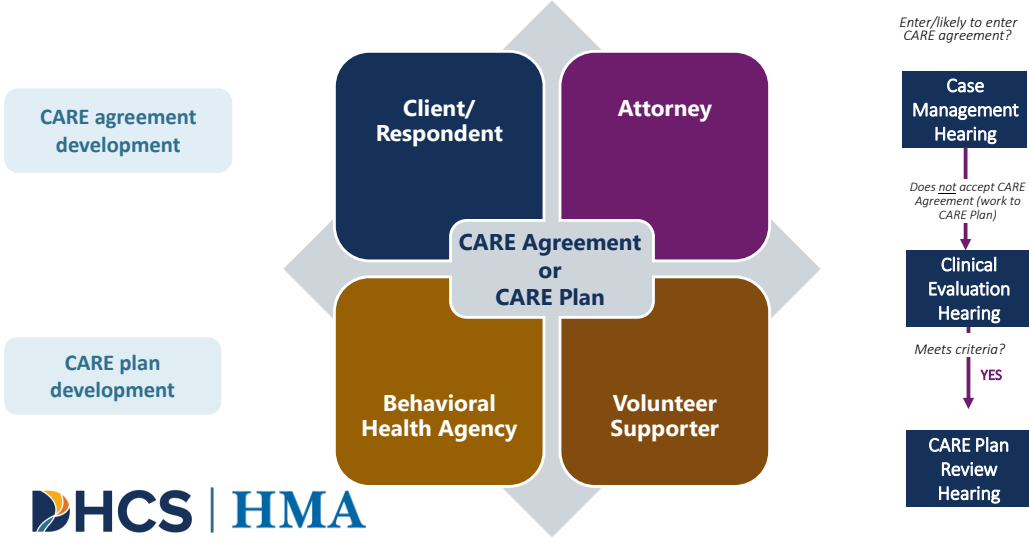 CARE agreement
development
CARE plan
development
Client/
Respondent
Attorney
CARE Agreement
or
CARE Plan
Behavioral
Health Agency
Volunteer
Supporter
Enter/likely to enter
CARE agreement?
Case
Management
Hearing
Does not accept CARE
Agreement (work to
CARE Plan)
Clinical
Evaluation
Hearing
Meets criteria?
YES
CARE Plan
Review
Hearing
DHCS | HMA